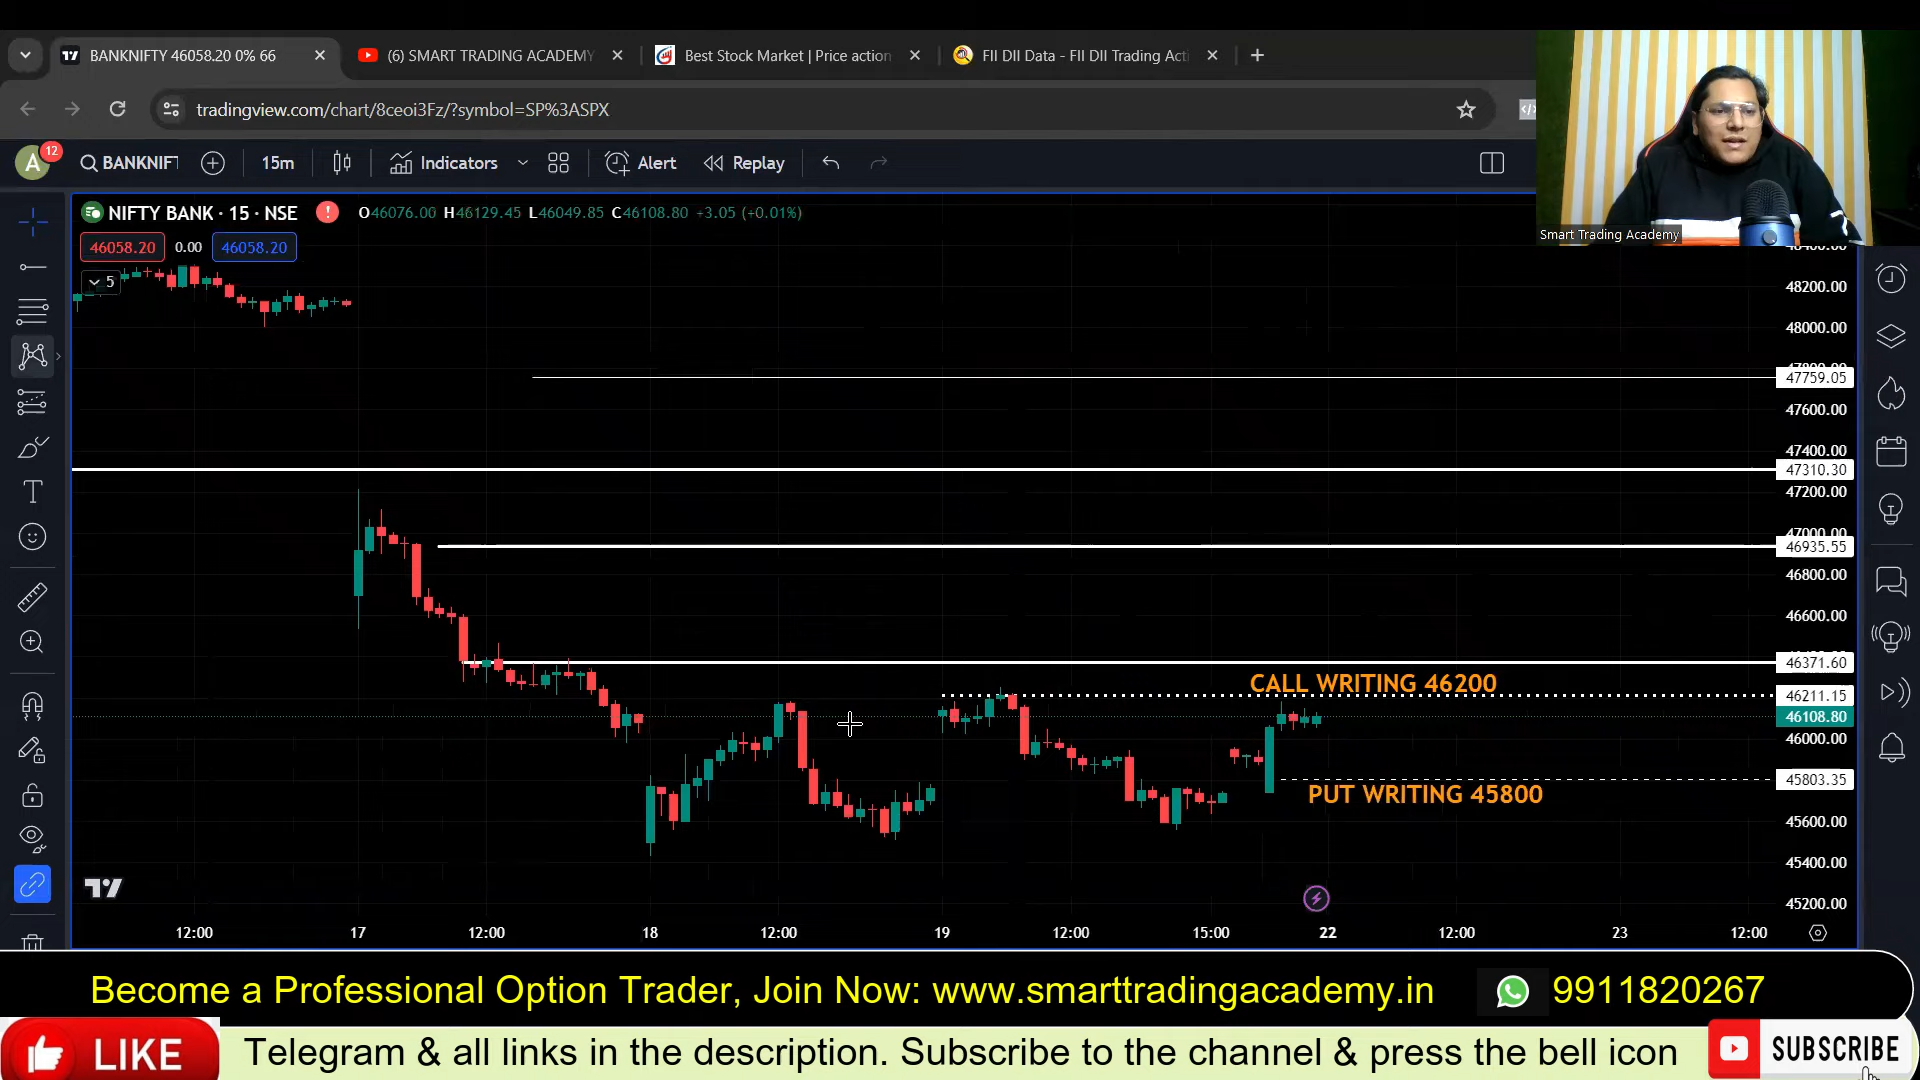 BANKNIFTY 46058.20 0% 66
(6) SMART TRADING ACADEMY
Best Stock Market | Price action
FII DII Data - FII DII Trading Acti
tradingview.com/chart/8ceoi3Fz/?symbol=SP%3ASPX
A 12
BANKNIF
15m
Indicators
Alert
Replay
Smart Trading Academy
NIFTY BANK · 15 · NSE
O46076.00 H46129.45 L46049.85 C46108.80 +3.05 (+0.01%)
46058.20 0.00 46058.20
5
48200.00
48000.00
47759.05
47600.00
47400.00
47310.30
47200.00
47000.00
46935.55
46800.00
46600.00
46371.60
CALL WRITING 46200
46211.15
46108.80
46000.00
45803.35
PUT WRITING 45800
45600.00
45400.00
45200.00
12:00 17 12:00 18 12:00 19 12:00 15:00 22 12:00 23 12:00
Become a Professional Option Trader, Join Now: www.smarttradingacademy.in 9911820267
LIKE
Telegram & all links in the description. Subscribe to the channel & press the bell icon
SUBSCRIBE